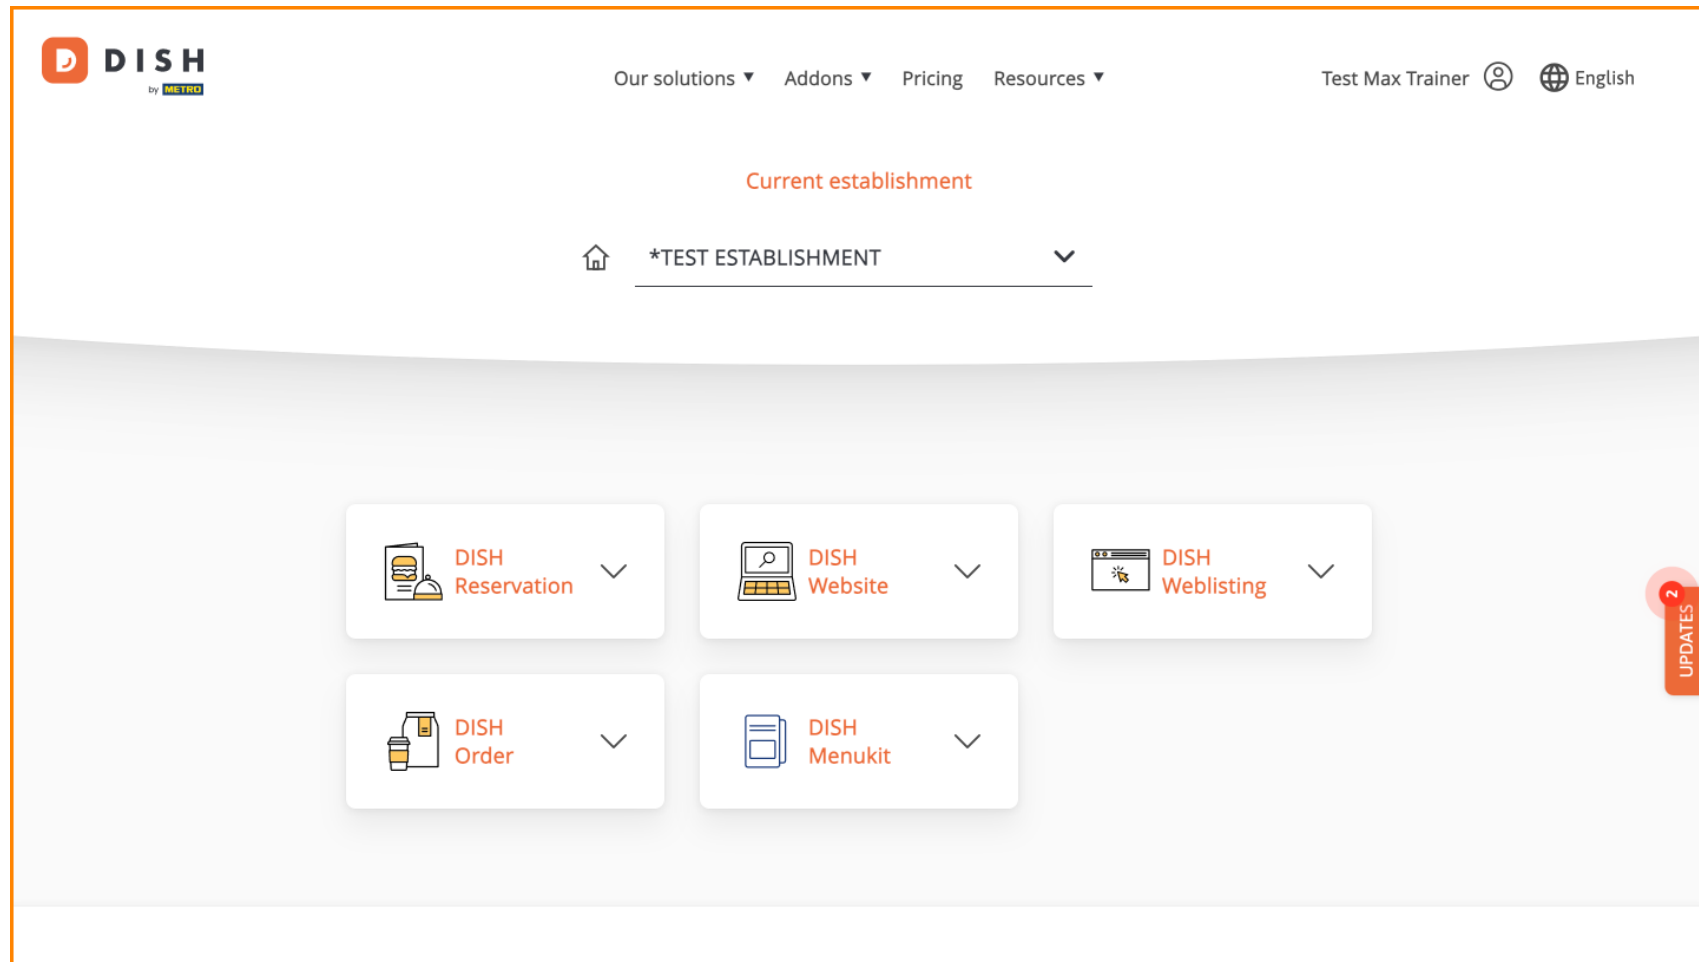 DISH
by METRO
Our solutions ▼ Addons ▼ Pricing Resources ▼
Test Max Trainer English
Current establishment
*TEST ESTABLISHMENT
DISH
Reservation
DISH
Website
DISH
Weblisting
2
UPDATES
DISH
Order
DISH
Menukit